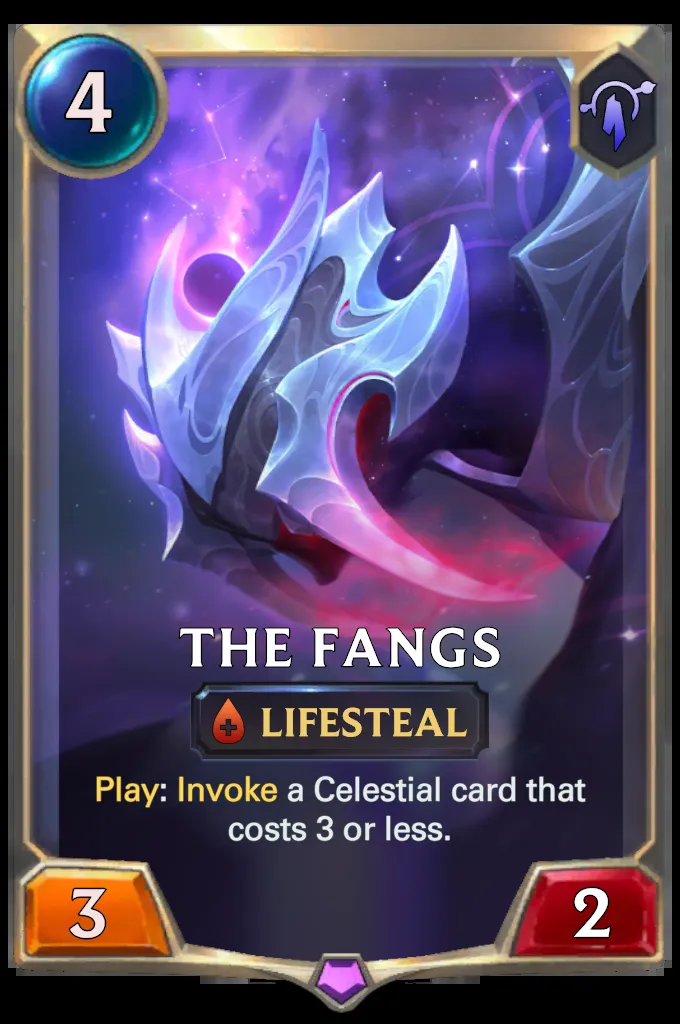 4
THE FANGS
LIFESTEAL
Play: Invoke a Celestial card that
costs 3 or less.
3 2